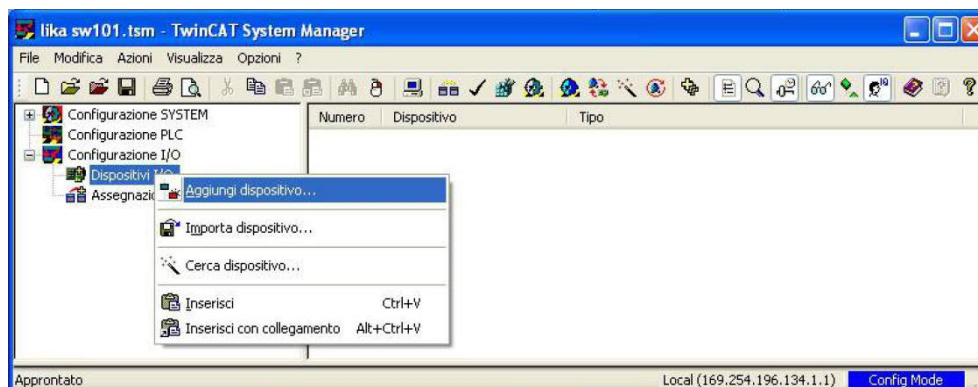 lika sw101.tsm - TwinCAT System Manager
File Modifica Azioni Visualizza Opzioni ?
Configurazione SYSTEM
Configurazione PLC
Configurazione I/O
Dispositivi I/O
Assegnazio
Numero Dispositivo Tipo
Aggiungi dispositivo...
Importa dispositivo...
Cerca dispositivo...
Inserisci Ctrl+V
Inserisci con collegamento Alt+Ctrl+V
Approntato Local (169.254.196.134.1.1) Config Mode